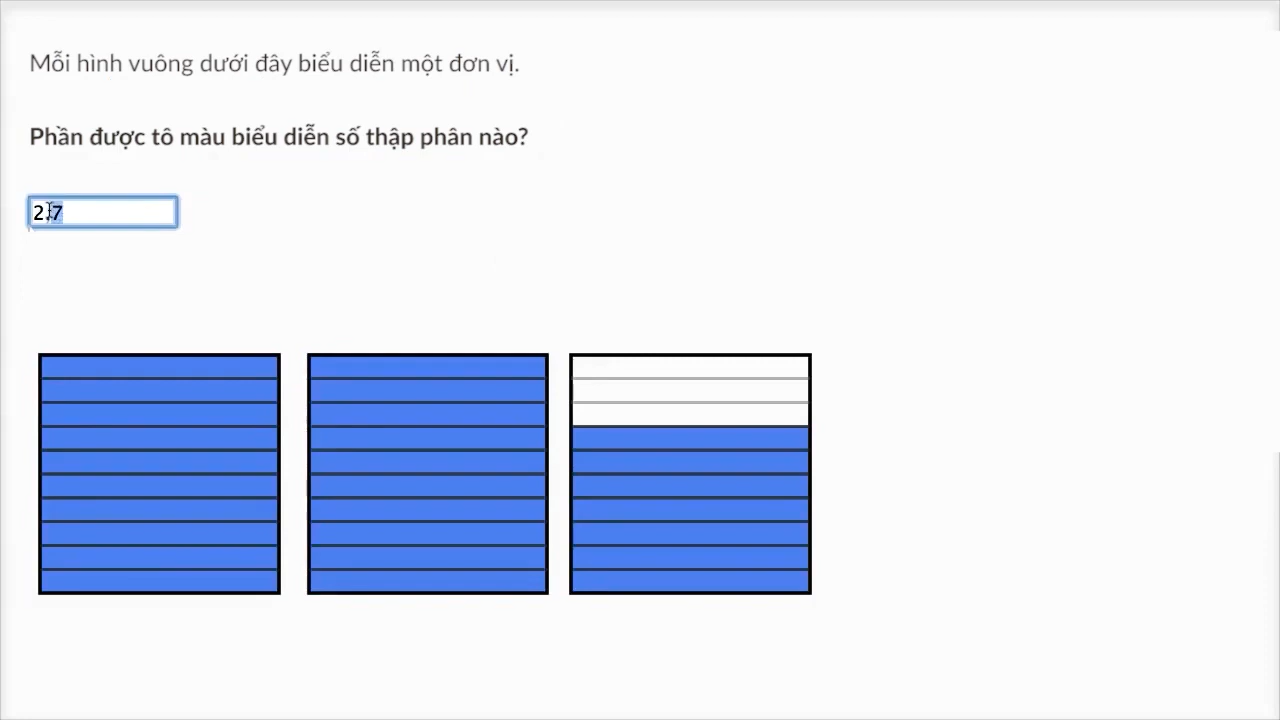 Mỗi hình vuông dưới đây biểu diễn một đơn vị.
Phần được tô màu biểu diễn số thập phân nào?
2.7